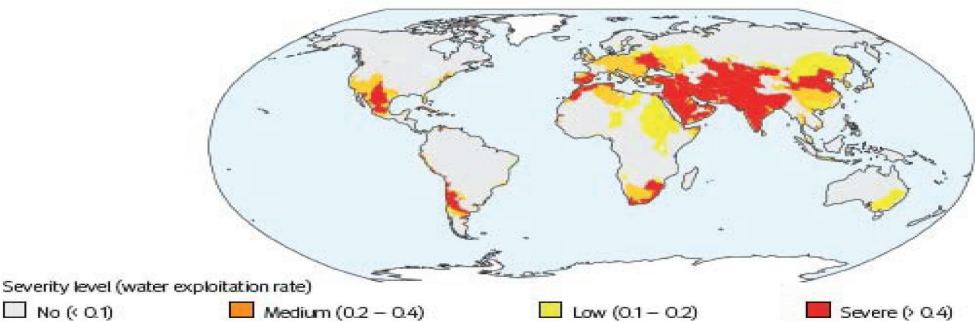 Severity level (water exploitation rate)
No (< 0.1) Medium (0.2 – 0.4) Low (0.1 – 0.2) Severe (> 0.4)